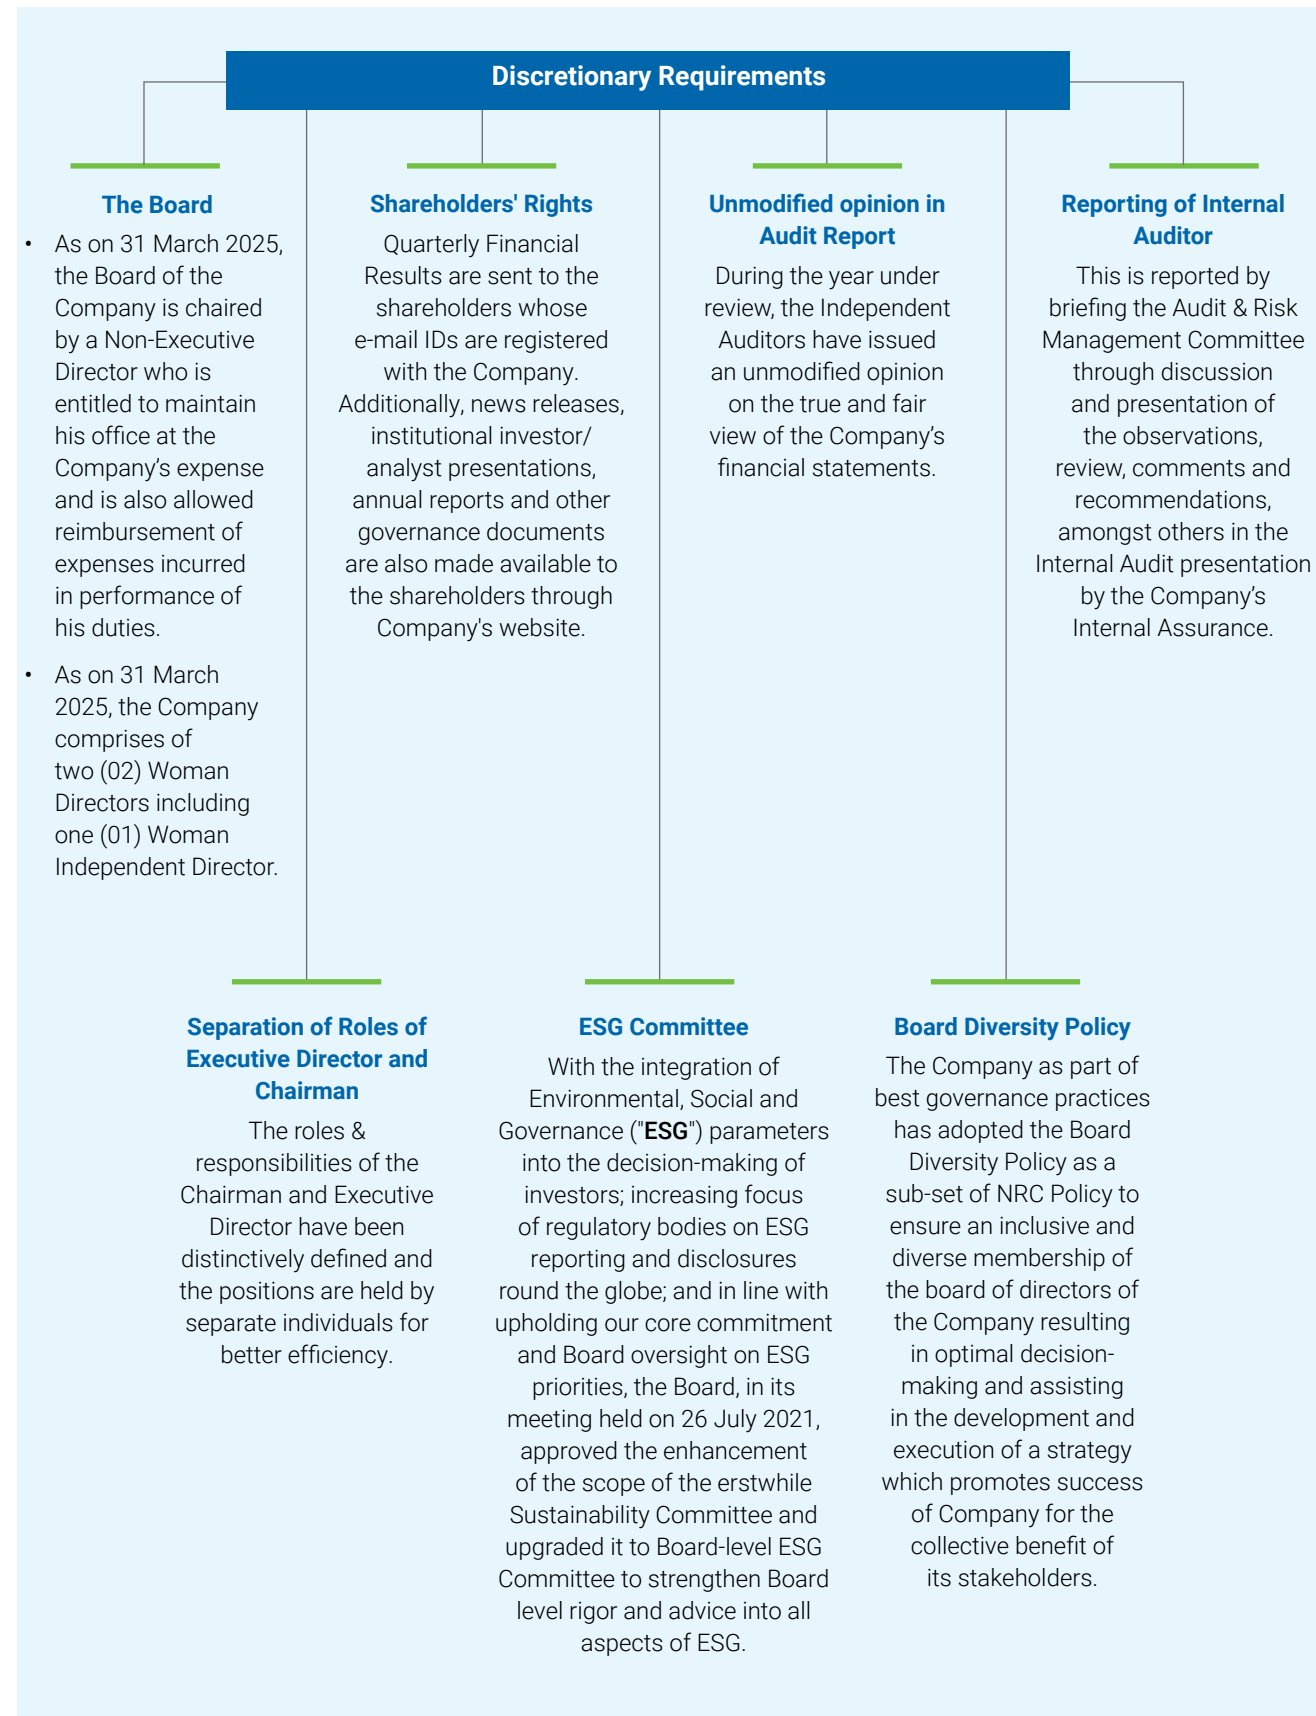 Discretionary Requirements
The Board
• As on 31 March 2025,
the Board of the
Company is chaired
by a Non-Executive
Director who is
entitled to maintain
his office at the
Company’s expense
and is also allowed
reimbursement of
expenses incurred
in performance of
his duties.
• As on 31 March
2025, the Company
comprises of
two (02) Woman
Directors including
one (01) Woman
Independent Director.
Shareholders' Rights
Quarterly Financial
Results are sent to the
shareholders whose
e-mail IDs are registered
with the Company.
Additionally, news releases,
institutional investor/
analyst presentations,
annual reports and other
governance documents
are also made available to
the shareholders through
Company's website.
Unmodified opinion in
Audit Report
During the year under
review, the Independent
Auditors have issued
an unmodified opinion
on the true and fair
view of the Company’s
financial statements.
Reporting of Internal
Auditor
This is reported by
briefing the Audit & Risk
Management Committee
through discussion
and presentation of
the observations,
review, comments and
recommendations,
amongst others in the
Internal Audit presentation
by the Company’s
Internal Assurance.
Separation of Roles of
Executive Director and
Chairman
The roles &
responsibilities of the
Chairman and Executive
Director have been
distinctively defined and
the positions are held by
separate individuals for
better efficiency.
ESG Committee
With the integration of
Environmental, Social and
Governance ("ESG") parameters
into the decision-making of
investors; increasing focus
of regulatory bodies on ESG
reporting and disclosures
round the globe; and in line with
upholding our core commitment
and Board oversight on ESG
priorities, the Board, in its
meeting held on 26 July 2021,
approved the enhancement
of the scope of the erstwhile
Sustainability Committee and
upgraded it to Board-level ESG
Committee to strengthen Board
level rigor and advice into all
aspects of ESG.
Board Diversity Policy
The Company as part of
best governance practices
has adopted the Board
Diversity Policy as a
sub-set of NRC Policy to
ensure an inclusive and
diverse membership of
the board of directors of
the Company resulting
in optimal decision-
making and assisting
in the development and
execution of a strategy
which promotes success
of Company for the
collective benefit of
its stakeholders.